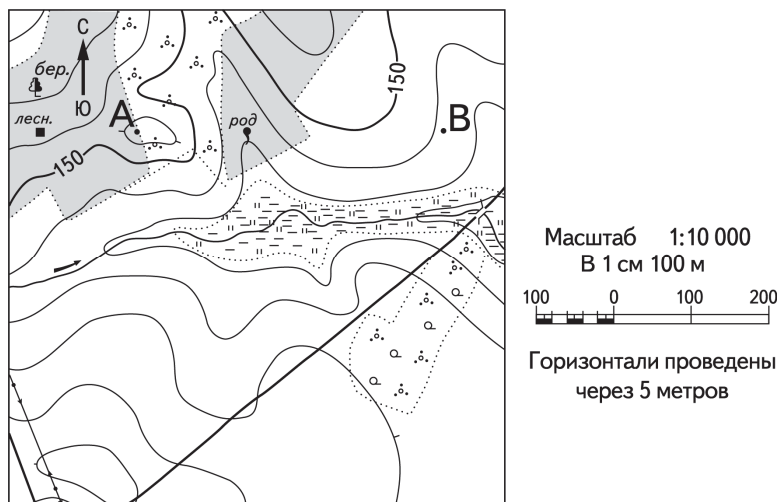 С
бер.
Ю
лесн.
А
род
150
В
150
Масштаб 1:10 000
В 1 см 100 м
100 0 100 200
Горизонтали проведены
через 5 метров